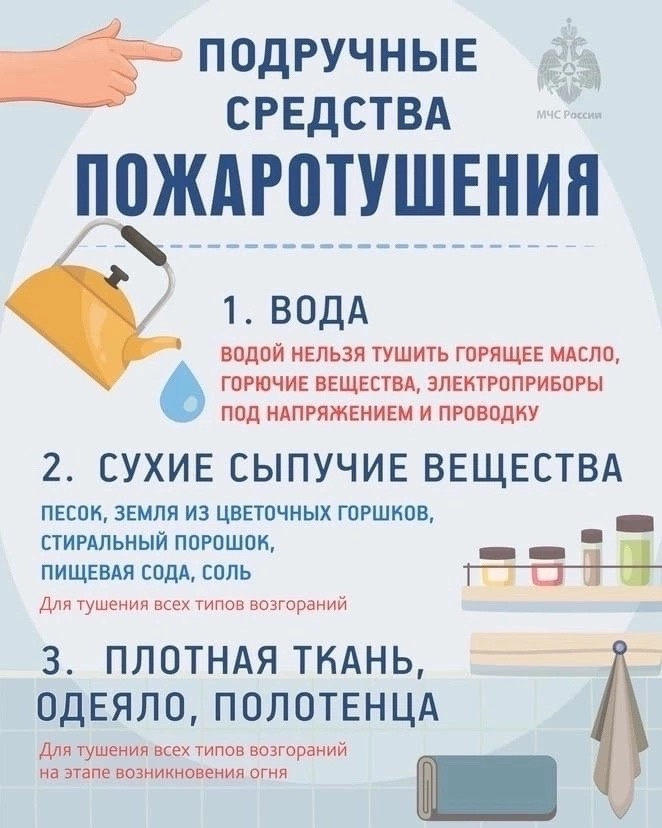 ПОДРУЧНЫЕ
СРЕДСТВА
ПОЖАРОТУШЕНИЯ
МЧС России
1. ВОДА
ВОДОЙ НЕЛЬЗЯ ТУШИТЬ ГОРЯЩЕЕ МАСЛО,
ГОРЮЧИЕ ВЕЩЕСТВА, ЭЛЕКТРОПРИБОРЫ
ПОД НАПРЯЖЕНИЕМ И ПРОВОДКУ
2. СУХИЕ СЫПУЧИЕ ВЕЩЕСТВА
ПЕСОК, ЗЕМЛЯ ИЗ ЦВЕТОЧНЫХ ГОРШКОВ,
СТИРАЛЬНЫЙ ПОРОШОК,
ПИЩЕВАЯ СОДА, СОЛЬ
Для тушения всех типов возгораний
3. ПЛОТНАЯ ТКАНЬ,
ОДЕЯЛО, ПОЛОТЕНЦА
Для тушения всех типов возгораний
на этапе возникновения огня